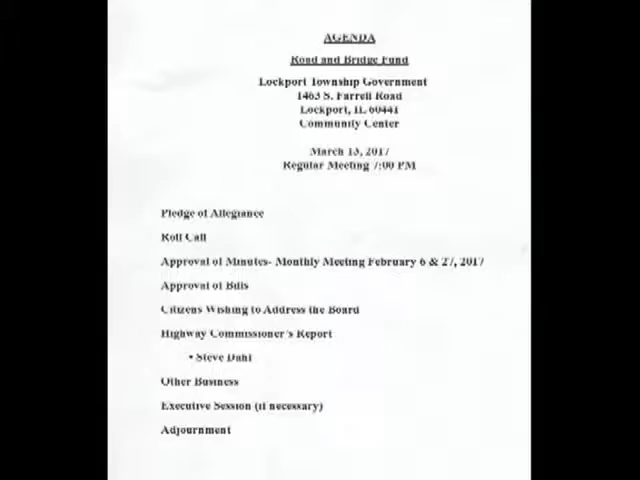 AGENDA
Road and Bridge Fund
Lockport Township Government
1463 S. Farrell Road
Lockport, IL 60441
Community Center
March 13, 2017
Regular Meeting 7:00 PM
Pledge of Allegiance
Roll Call
Approval of Minutes- Monthly Meeting February 6 & 27, 2017
Approval of Bills
Citizens Wishing to Address the Board
Highway Commissioner's Report
• Steve Dahl
Other Business
Executive Session (if necessary)
Adjournment